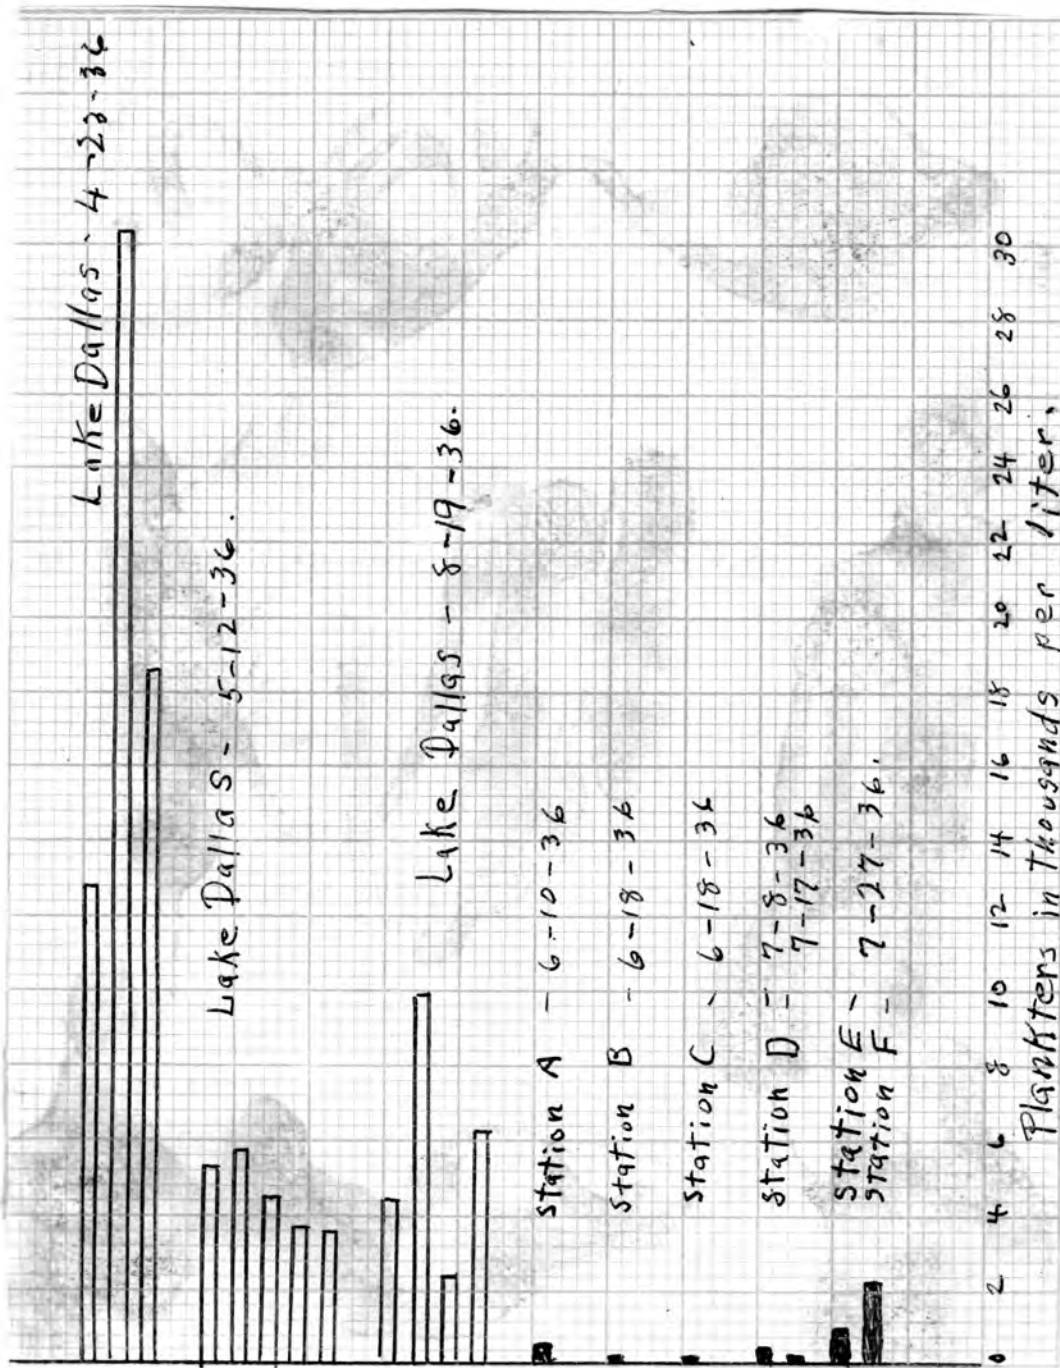 Lake Dallas - 4-23-36
Lake Dallas - 5-12-36.
Lake Dallas - 8-19-36.
Station A - 6-10-36
Station B - 6-18-36
Station C - 6-18-36
Station D - 7-8-36
7-17-36
Station E -
Station F - 7-27-36.
0 2 4 6 8 10 12 14 16 18 20 22 24 26 28 30
Plankters in Thousands per liter.